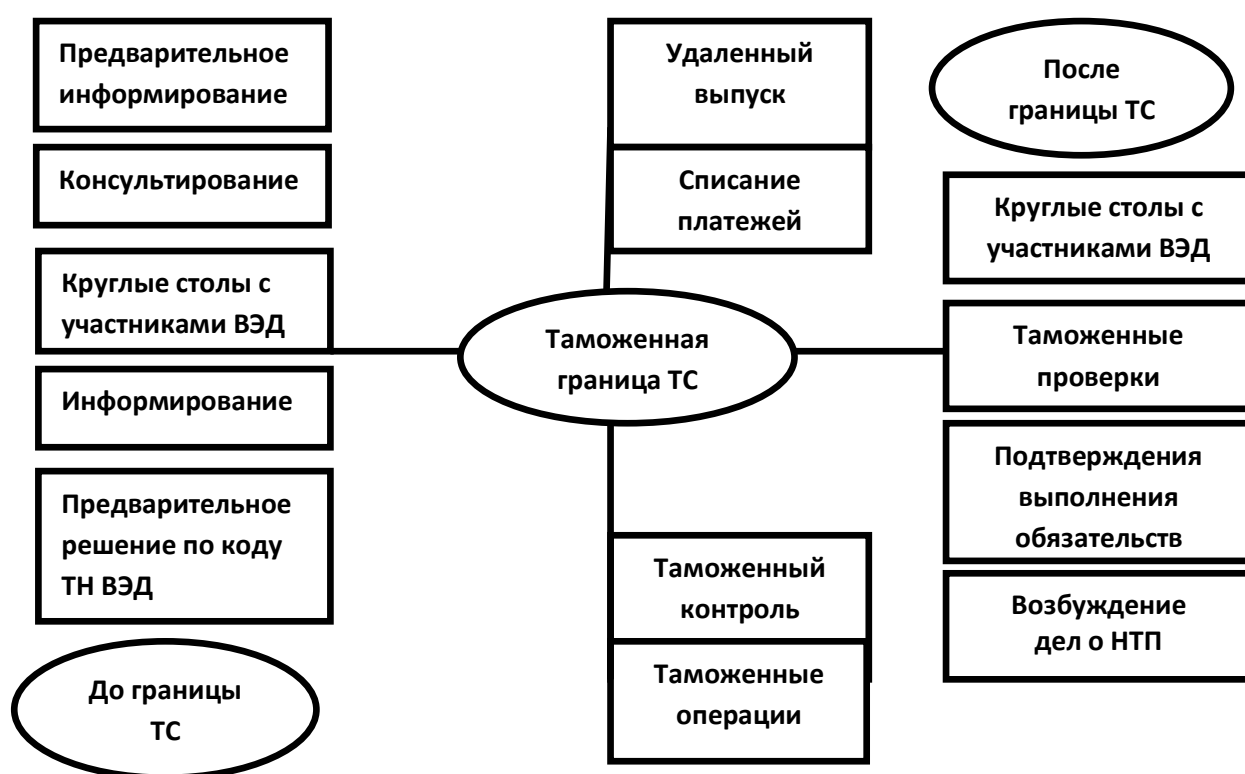 Предварительное
информирование
Консультирование
Круглые столы с
участниками ВЭД
Информирование
Предварительное
решение по коду
ТН ВЭД
До границы
ТС
Удаленный
выпуск
Списание
платежей
Таможенная
граница ТС
Таможенный
контроль
Таможенные
операции
После
границы ТС
Круглые столы с
участниками ВЭД
Таможенные
проверки
Подтверждения
выполнения
обязательств
Возбуждение
дел о НТП